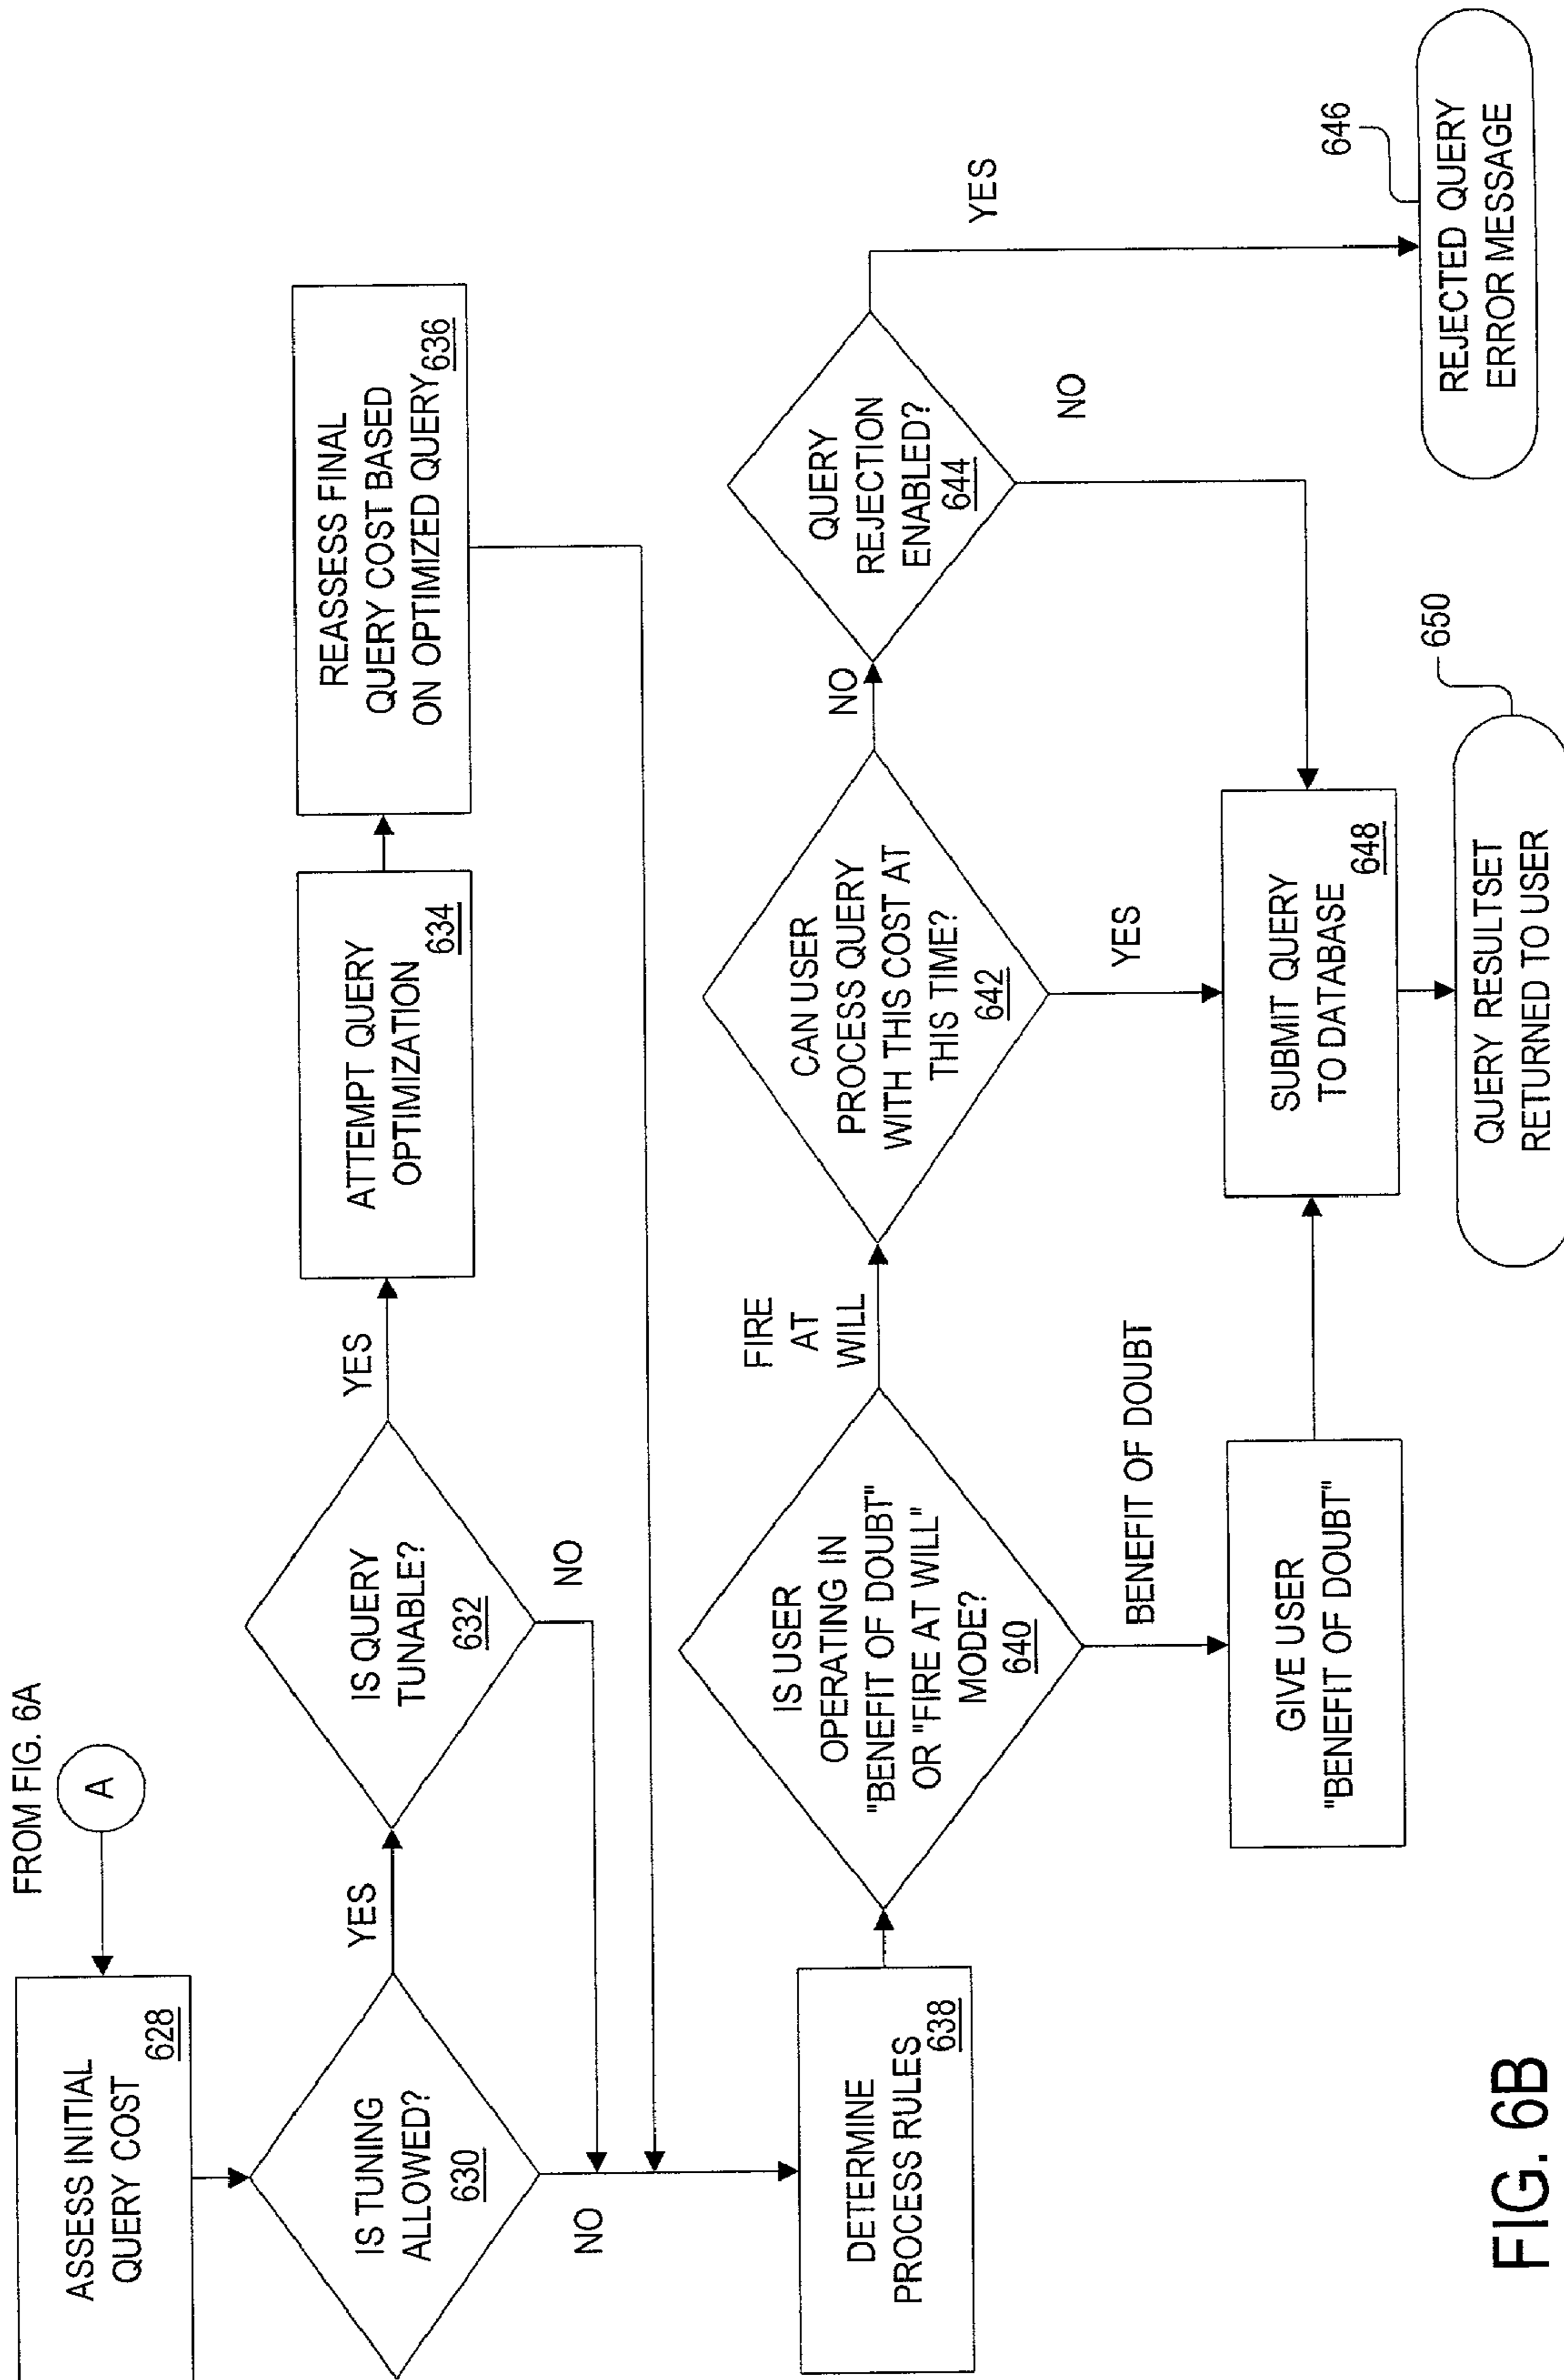 FROM FIG. 6A
A
ASSESS INITIAL
QUERY COST
628
IS TUNING
ALLOWED?
630
YES
NO
IS QUERY
TUNABLE?
632
YES
NO
ATTEMPT QUERY
OPTIMIZATION
634
REASSESS FINAL
QUERY COST BASED
ON OPTIMIZED QUERY
636
DETERMINE
PROCESS RULES
638
IS USER
OPERATING IN
"BENEFIT OF DOUBT"
OR "FIRE AT WILL"
MODE?
640
FIRE
AT
WILL
BENEFIT OF DOUBT
CAN USER
PROCESS QUERY
WITH THIS COST AT
THIS TIME?
642
NO
YES
QUERY
REJECTION
ENABLED?
644
YES
NO
646
REJECTED QUERY
ERROR MESSAGE
GIVE USER
"BENEFIT OF DOUBT"
SUBMIT QUERY
TO DATABASE
648
650
QUERY RESULTSET
RETURNED TO USER
FIG. 6B